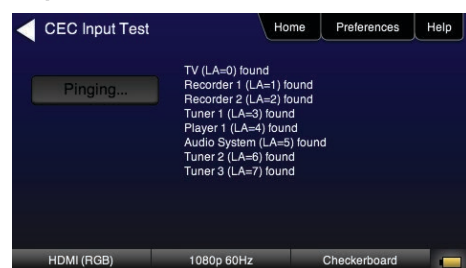 CEC Input Test
Home
Preferences
Help
Pinging...
TV (LA=0) found
Recorder 1 (LA=1) found
Recorder 2 (LA=2) found
Tuner 1 (LA=3) found
Player 1 (LA=4) found
Audio System (LA=5) found
Tuner 2 (LA=6) found
Tuner 3 (LA=7) found
HDMI (RGB)
1080p 60Hz
Checkerboard